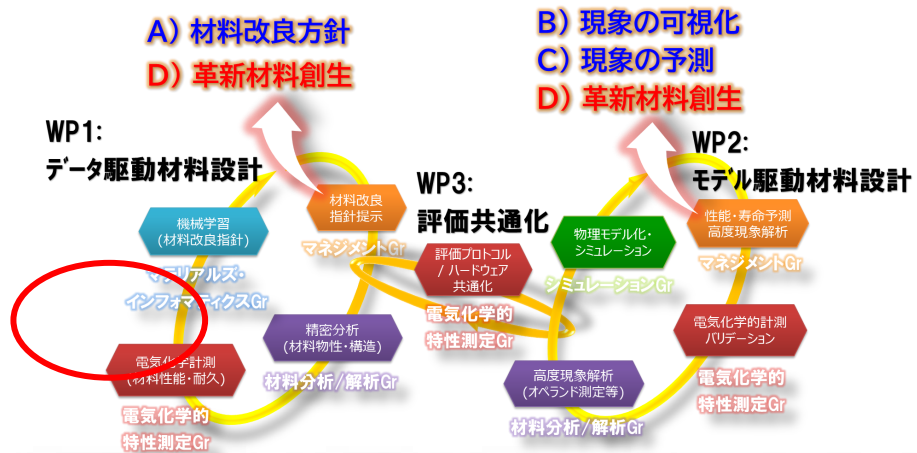 A）材料改良方針
D）革新材料創生
B）現象の可視化
C）現象の予測
D）革新材料創生
WP1:
データ駆動材料設計
材料改良
指針提示
マネジメントGr
機械学習
(材料改良指針)
マテリアルズ・
インフォマティクスGr
精密分析
(材料物性・構造)
材料分析/解析Gr
電気化学計測
(材料性能・耐久)
電気化学的
特性測定Gr
WP3:
評価共通化
評価プロトコル
/ ハードウェア
共通化
電気化学的
特性測定Gr
WP2:
モデル駆動材料設計
物理モデル化・
シミュレーション
シミュレーションGr
性能・寿命予測
高度現象解析
マネジメントGr
電気化学的計測
バリデーション
電気化学的
特性測定Gr
高度現象解析
(オペランド測定等)
材料分析/解析Gr